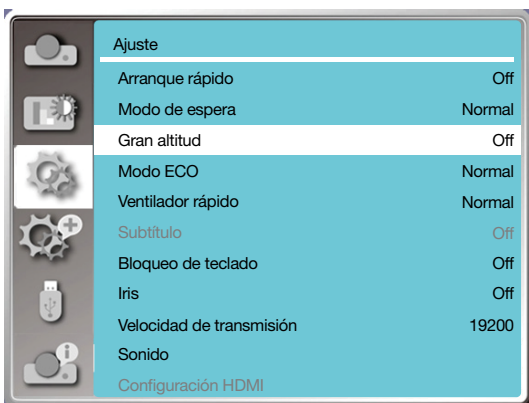 Ajuste
Arranque rápido Off
Modo de espera Normal
Gran altitud Off
Modo ECO Normal
Ventilador rápido Normal
Subtítulo Off
Bloqueo de teclado Off
Iris Off
Velocidad de transmisión 19200
Sonido
Configuración HDMI